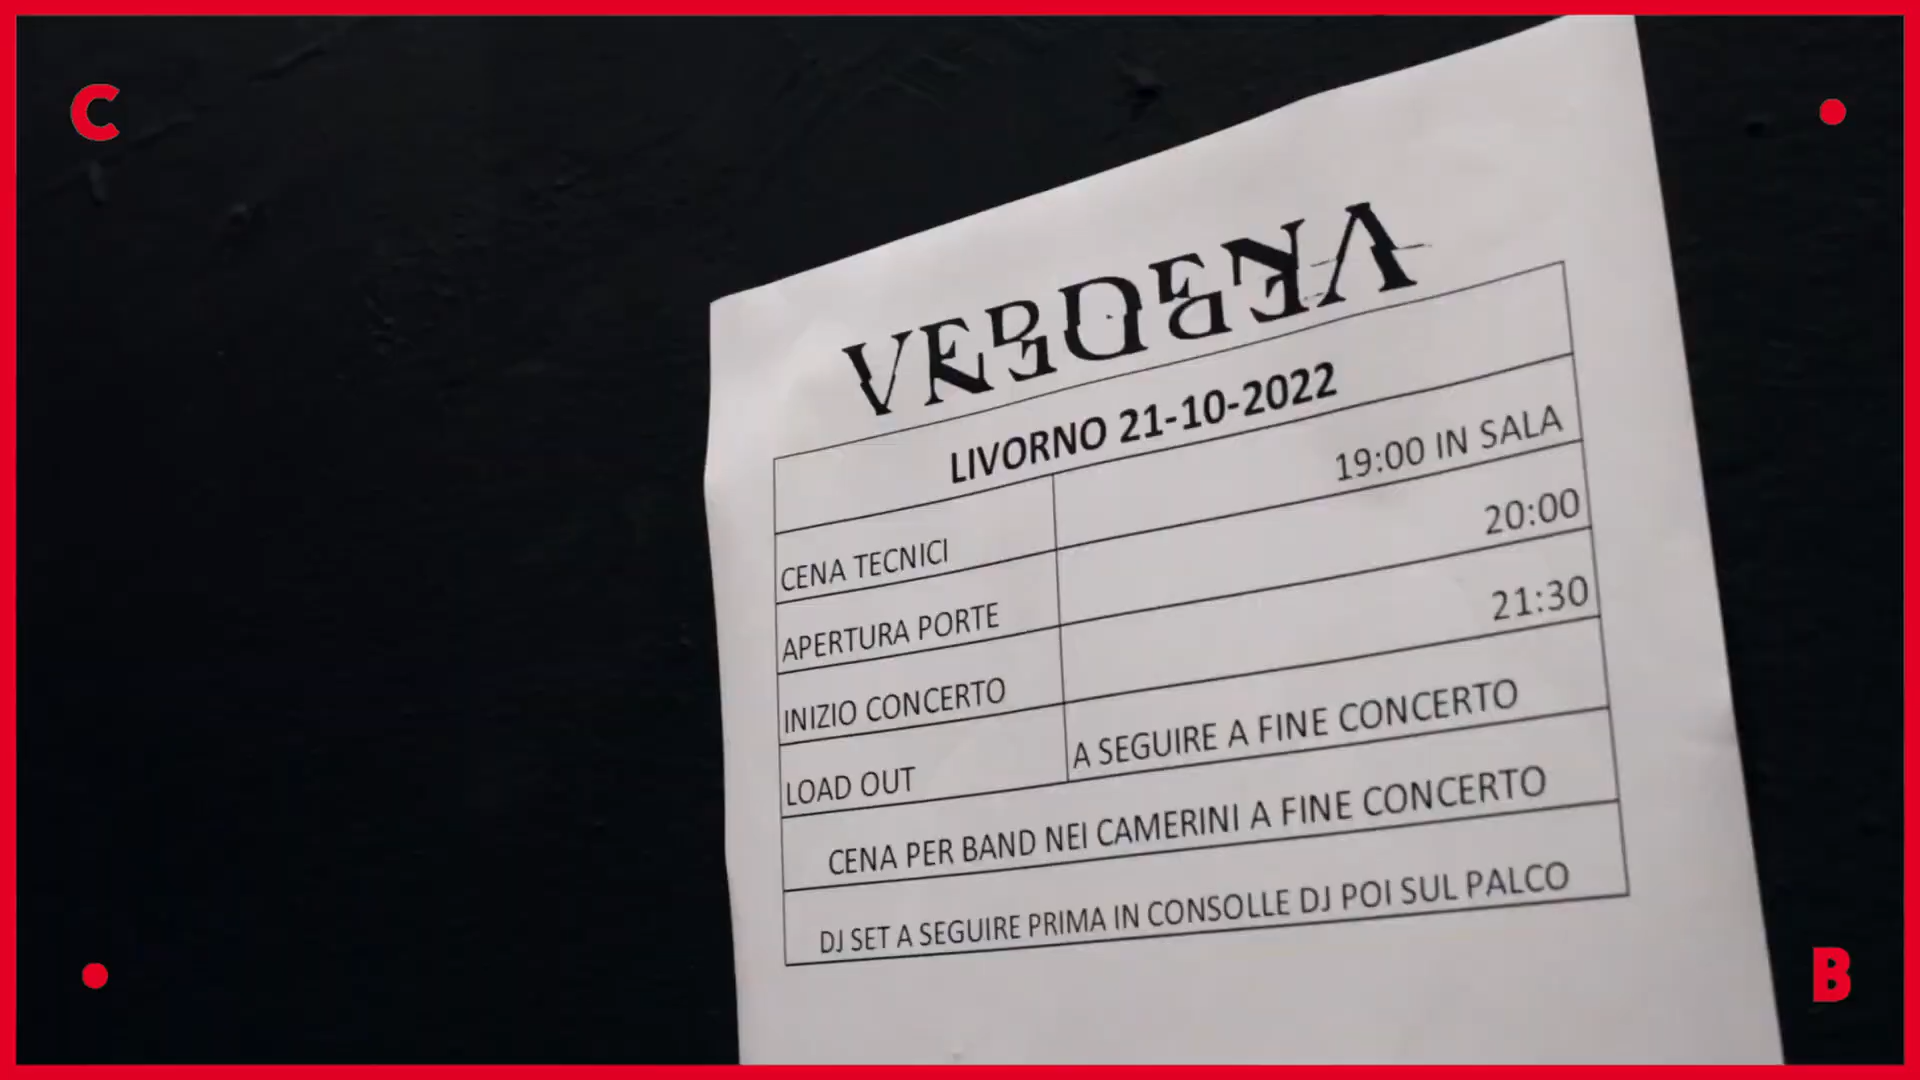 C
VERDENA
LIVORNO 21-10-2022
CENA TECNICI 19:00 IN SALA
APERTURA PORTE 20:00
INIZIO CONCERTO 21:30
LOAD OUT A SEGUIRE A FINE CONCERTO
CENA PER BAND NEI CAMERINI A FINE CONCERTO
DJ SET A SEGUIRE PRIMA IN CONSOLLE DJ POI SUL PALCO
B